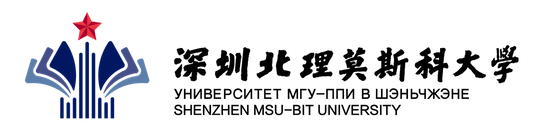 深圳北理莫斯科大學
УНИВЕРСИТЕТ МГУ-ППИ В ШЭНЬЧЖЭНЕ
SHENZHEN MSU-BIT UNIVERSITY